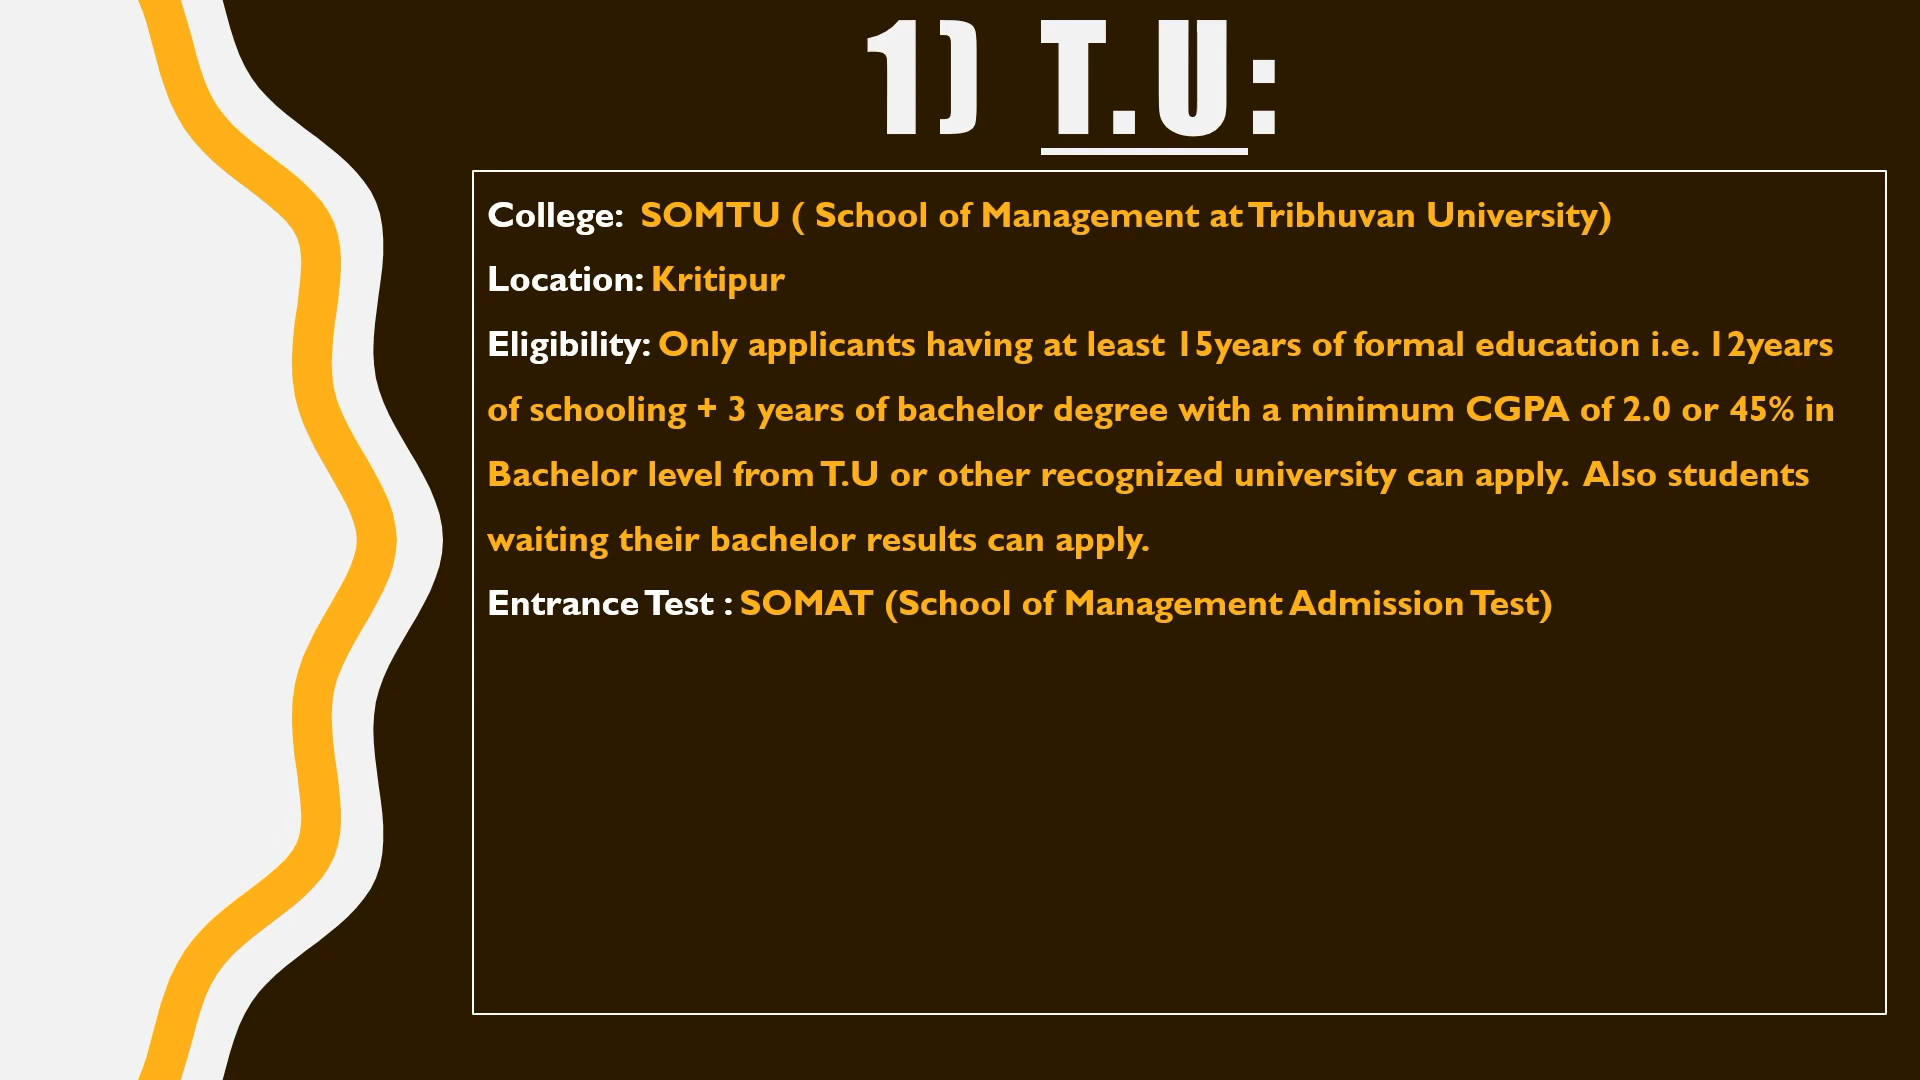 1) T.U:
College: SOMTU ( School of Management at Tribhuvan University)
Location: Kritipur
Eligibility: Only applicants having at least 15years of formal education i.e. 12years
of schooling + 3 years of bachelor degree with a minimum CGPA of 2.0 or 45% in
Bachelor level from T.U or other recognized university can apply. Also students
waiting their bachelor results can apply.
Entrance Test : SOMAT (School of Management Admission Test)